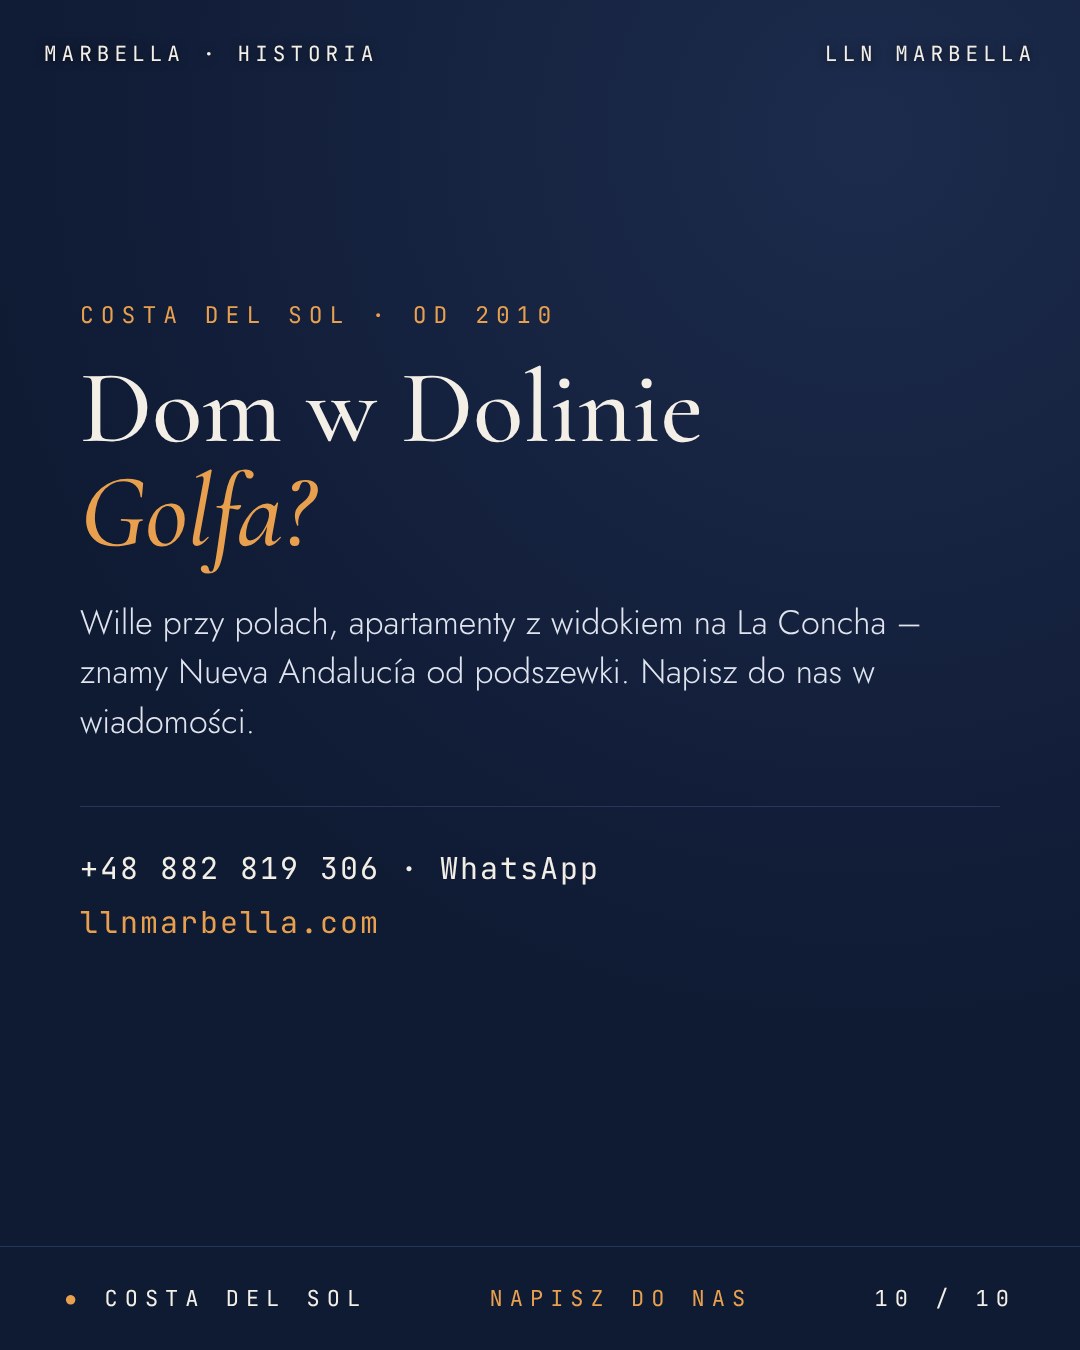 MARBELLA · HISTORIA
LLN MARBELLA
COSTA DEL SOL · OD 2010
Dom w Dolinie
Golfa?
Wille przy polach, apartamenty z widokiem na La Concha –
znamy Nueva Andalucía od podszewki. Napisz do nas w
wiadomości.
+48 882 819 306 · WhatsApp
llnmarbella.com
• COSTA DEL SOL
NAPISZ DO NAS
10 / 10